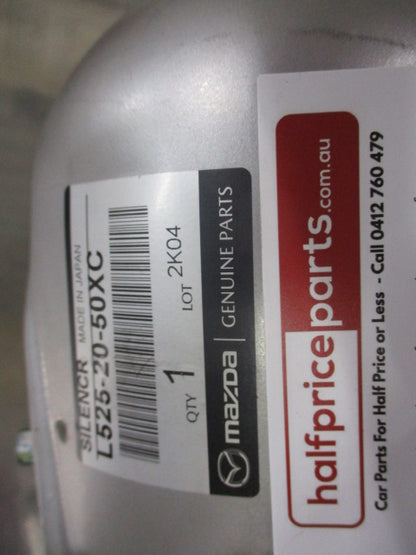 SILENCR MADE IN JAPAN
L525-20-50XC
QTY 1 LOT 2K04
mazda GENUINE PARTS
halfpriceparts.com.au
Car Parts For Half Price or Less - Call 0412 760 479